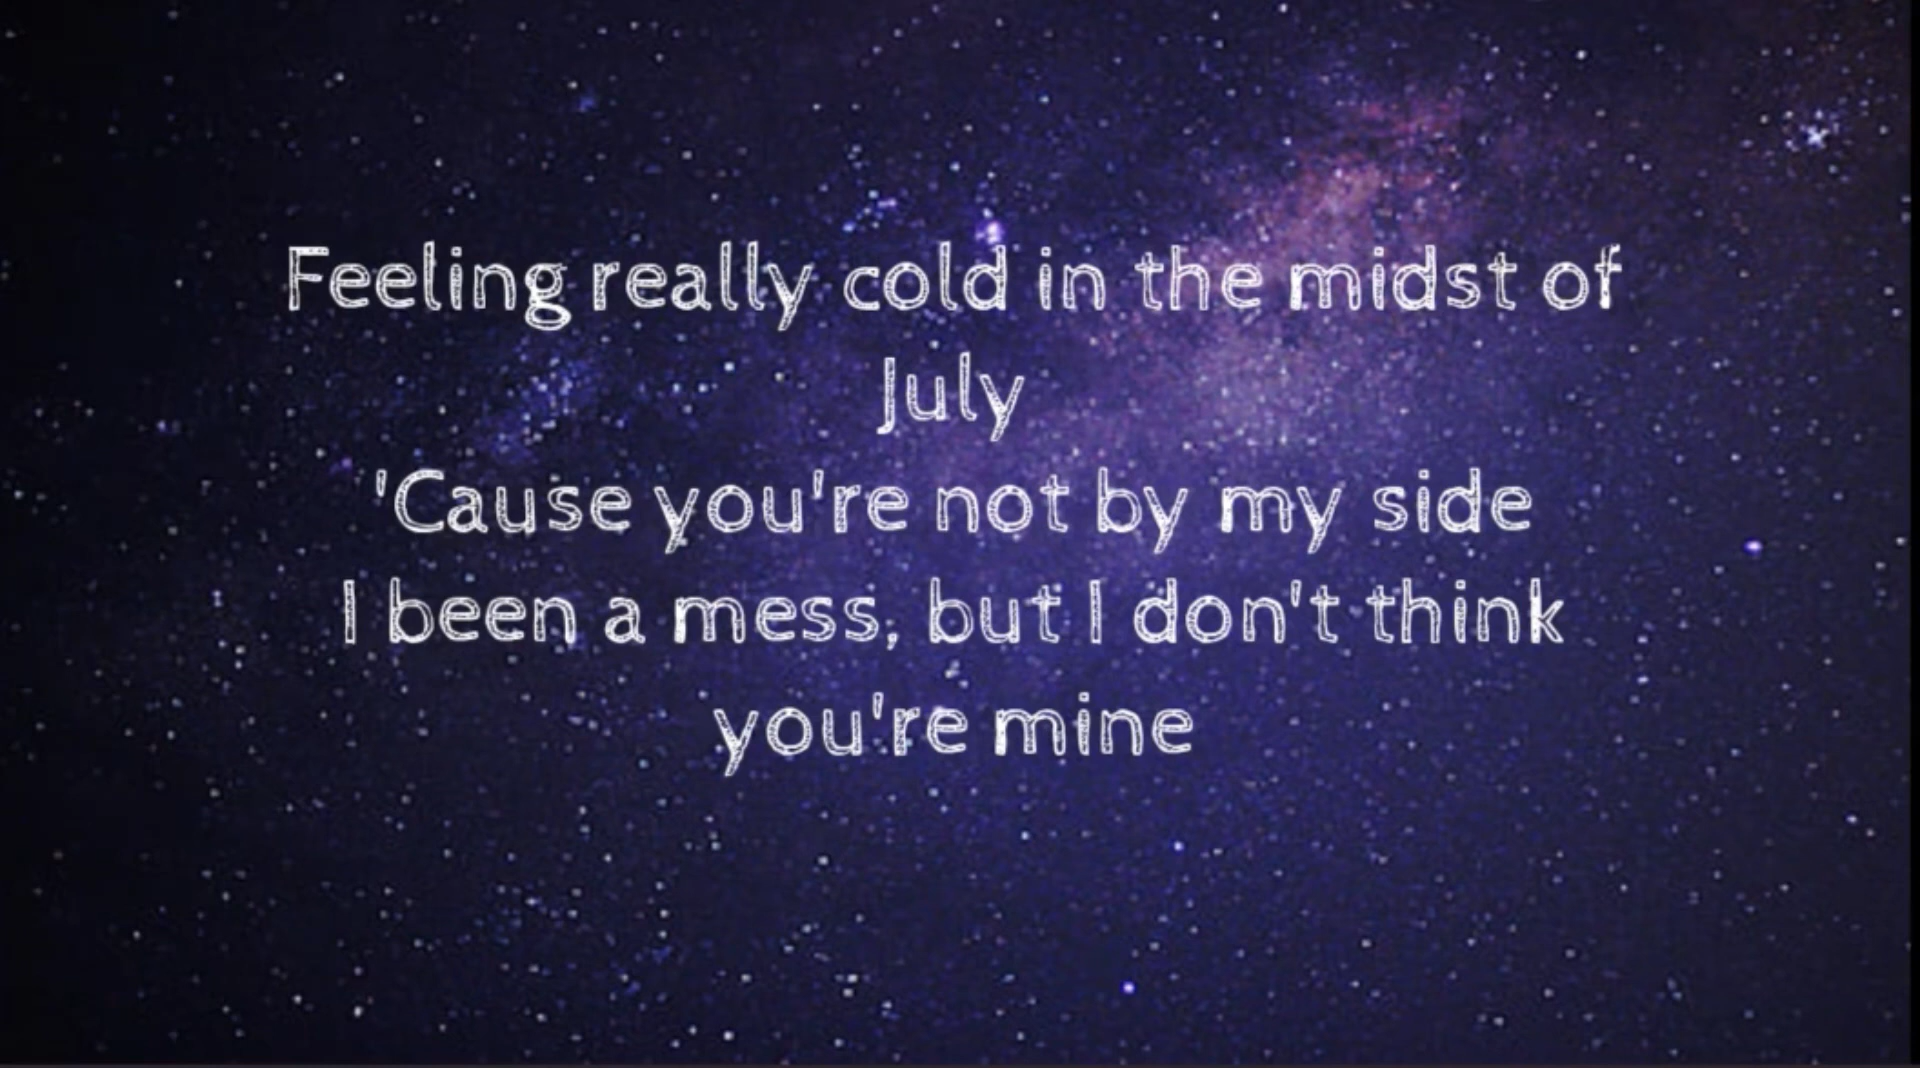 Feeling really cold in the midst of
July
'Cause you're not by my side
I been a mess, but I don't think
you're mine